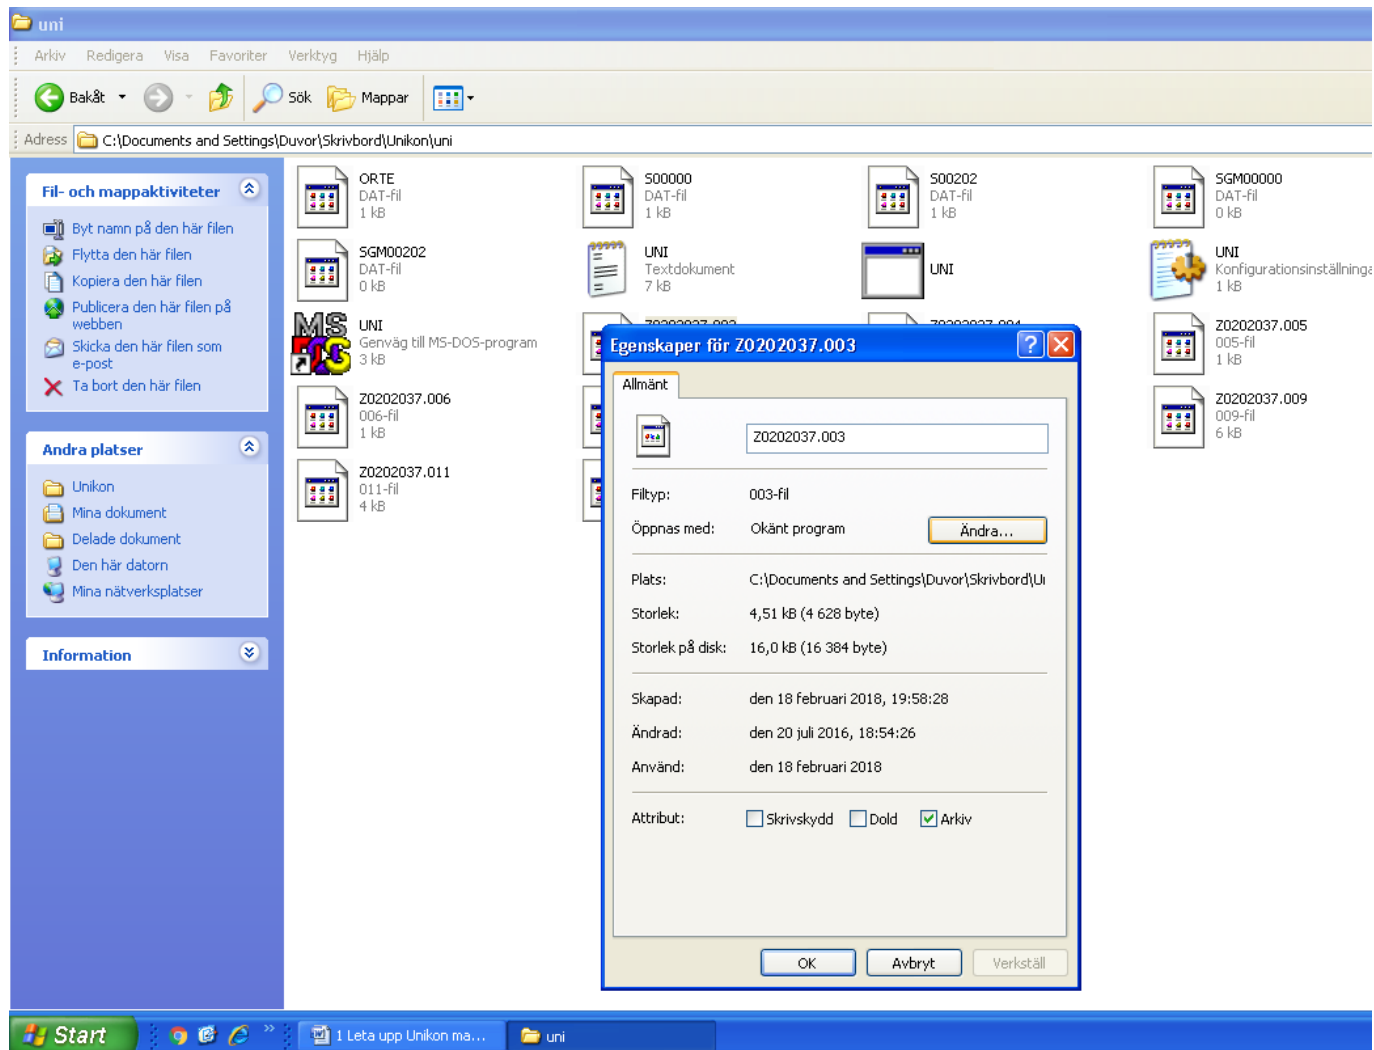 uni
Arkiv Redigera Visa Favoriter Verktyg Hjälp
Bakåt Sök Mappar
Adress C:\Documents and Settings\Duvor\Skrivbord\Unikon\uni
Fil- och mappaktiviteter
Byt namn på den här filen
Flytta den här filen
Kopiera den här filen
Publicera den här filen på
webben
Skicka den här filen som
e-post
Ta bort den här filen
Andra platser
Unikon
Mina dokument
Delade dokument
Den här datorn
Mina nätverksplatser
Information
ORTE
DAT-fil
1 kB
S00000
DAT-fil
1 kB
S00202
DAT-fil
1 kB
SGM00000
DAT-fil
0 kB
SGM00202
DAT-fil
0 kB
UNI
Textdokument
7 kB
UNI
UNI
Konfigurationsinställninga
1 kB
MS
DOS
UNI
Genväg till MS-DOS-program
3 kB
Z0202037.003
Z0202037.004
Z0202037.005
005-fil
1 kB
Z0202037.006
006-fil
1 kB
Z0202037.009
009-fil
6 kB
Z0202037.011
011-fil
4 kB
Egenskaper för Z0202037.003
Allmänt
Z0202037.003
Filtyp: 003-fil
Öppnas med: Okänt program Ändra...
Plats: C:\Documents and Settings\Duvor\Skrivbord\Ur
Storlek: 4,51 kB (4 628 byte)
Storlek på disk: 16,0 kB (16 384 byte)
Skapad: den 18 februari 2018, 19:58:28
Ändrad: den 20 juli 2016, 18:54:26
Använd: den 18 februari 2018
Attribut: Skrivskydd Dold Arkiv
OK Avbryt Verkställ
Start 1 Leta upp Unikon ma... uni